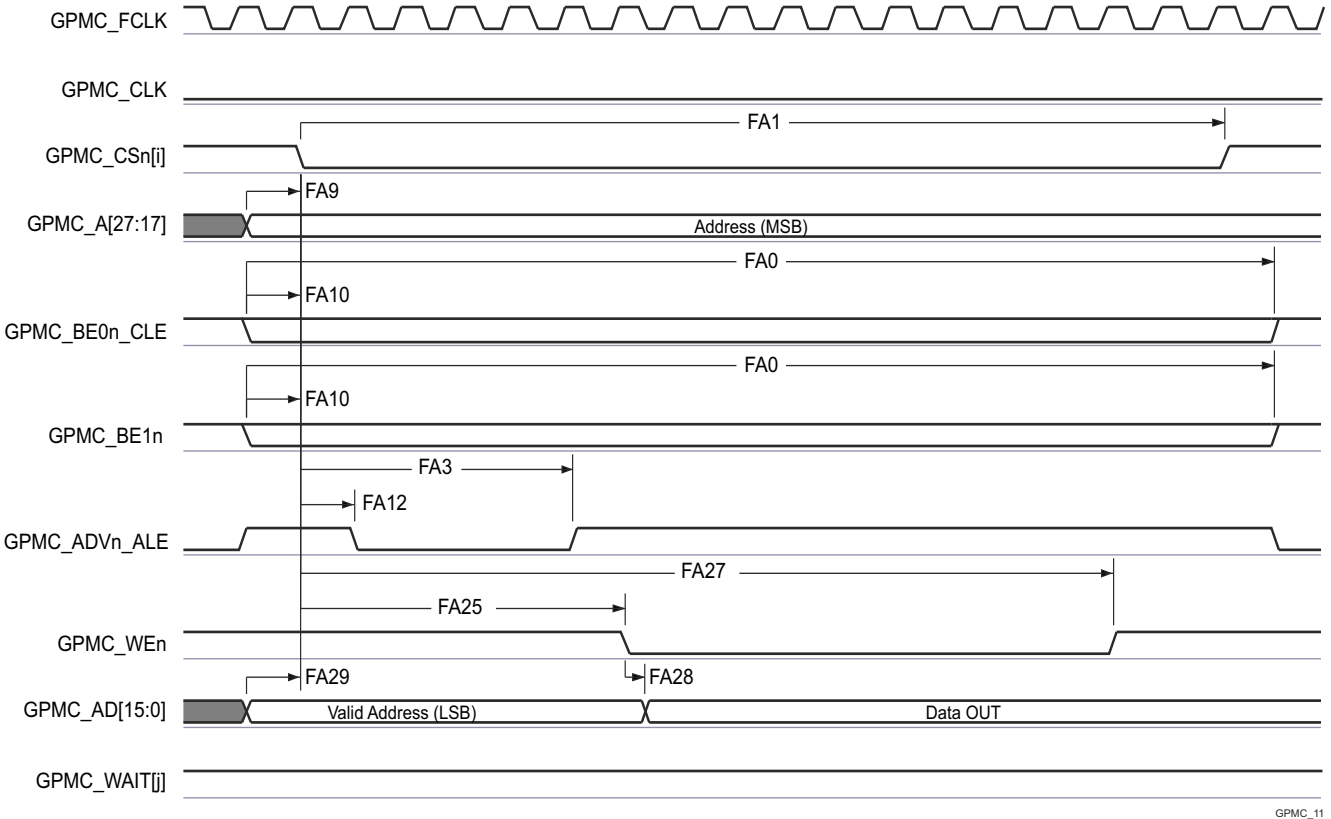 GPMC_FCLK
GPMC_CLK
FA1
GPMC_CSn[i]
FA9
GPMC_A[27:17]
Address (MSB)
FA0
FA10
GPMC_BE0n_CLE
FA0
FA10
GPMC_BE1n
FA3
FA12
GPMC_ADVn_ALE
FA27
FA25
GPMC_WEn
FA29 FA28
GPMC_AD[15:0] Valid Address (LSB) Data OUT
GPMC_WAIT[j]
GPMC_11